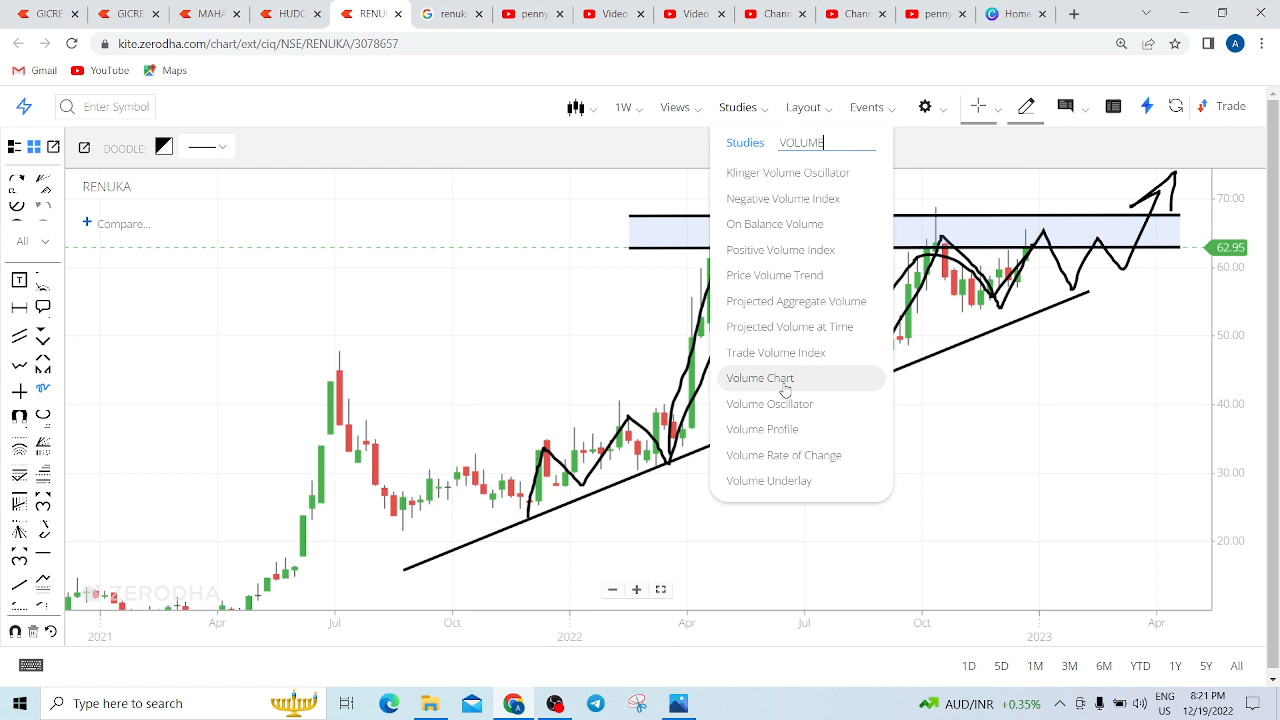 GICRE
HUDC
MAHA
HUDC
RENUK
renuk
penny
Video
Video
Chann
Chann
penny
Home
kite.zerodha.com/chart/ext/ciq/NSE/RENUKA/3078657
A
Gmail
YouTube
Maps
Enter Symbol
1W
Views
Studies
Layout
Events
Trade
DOODLE:
Studies
VOLUME
RENUKA
Compare...
All
T
Klinger Volume Oscillator
Negative Volume Index
On Balance Volume
Positive Volume Index
Price Volume Trend
Projected Aggregate Volume
Projected Volume at Time
Trade Volume Index
Volume Chart
Volume Oscillator
Volume Profile
Volume Rate of Change
Volume Underlay
70.00
62.95
60.00
50.00
40.00
30.00
20.00
ZERODHA
Apr
Jul
Oct
Apr
Jul
Oct
Apr
2021
2022
2023
1D
5D
1M
3M
6M
YTD
1Y
5Y
All
Type here to search
AUD/INR +0.35%
ENG
US
8:21 PM
12/19/2022